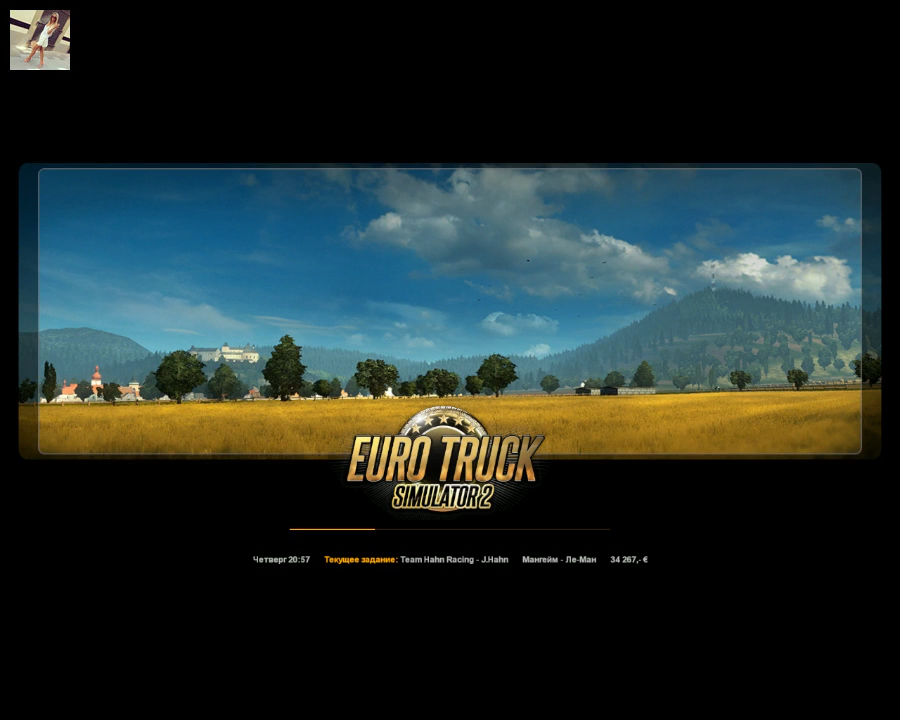 EURO TRUCK
SIMULATOR 2
Четверг 20:57 Текущее задание: Team Hahn Racing - J.Hahn Мангейм - Ле-Ман 34 267,- €